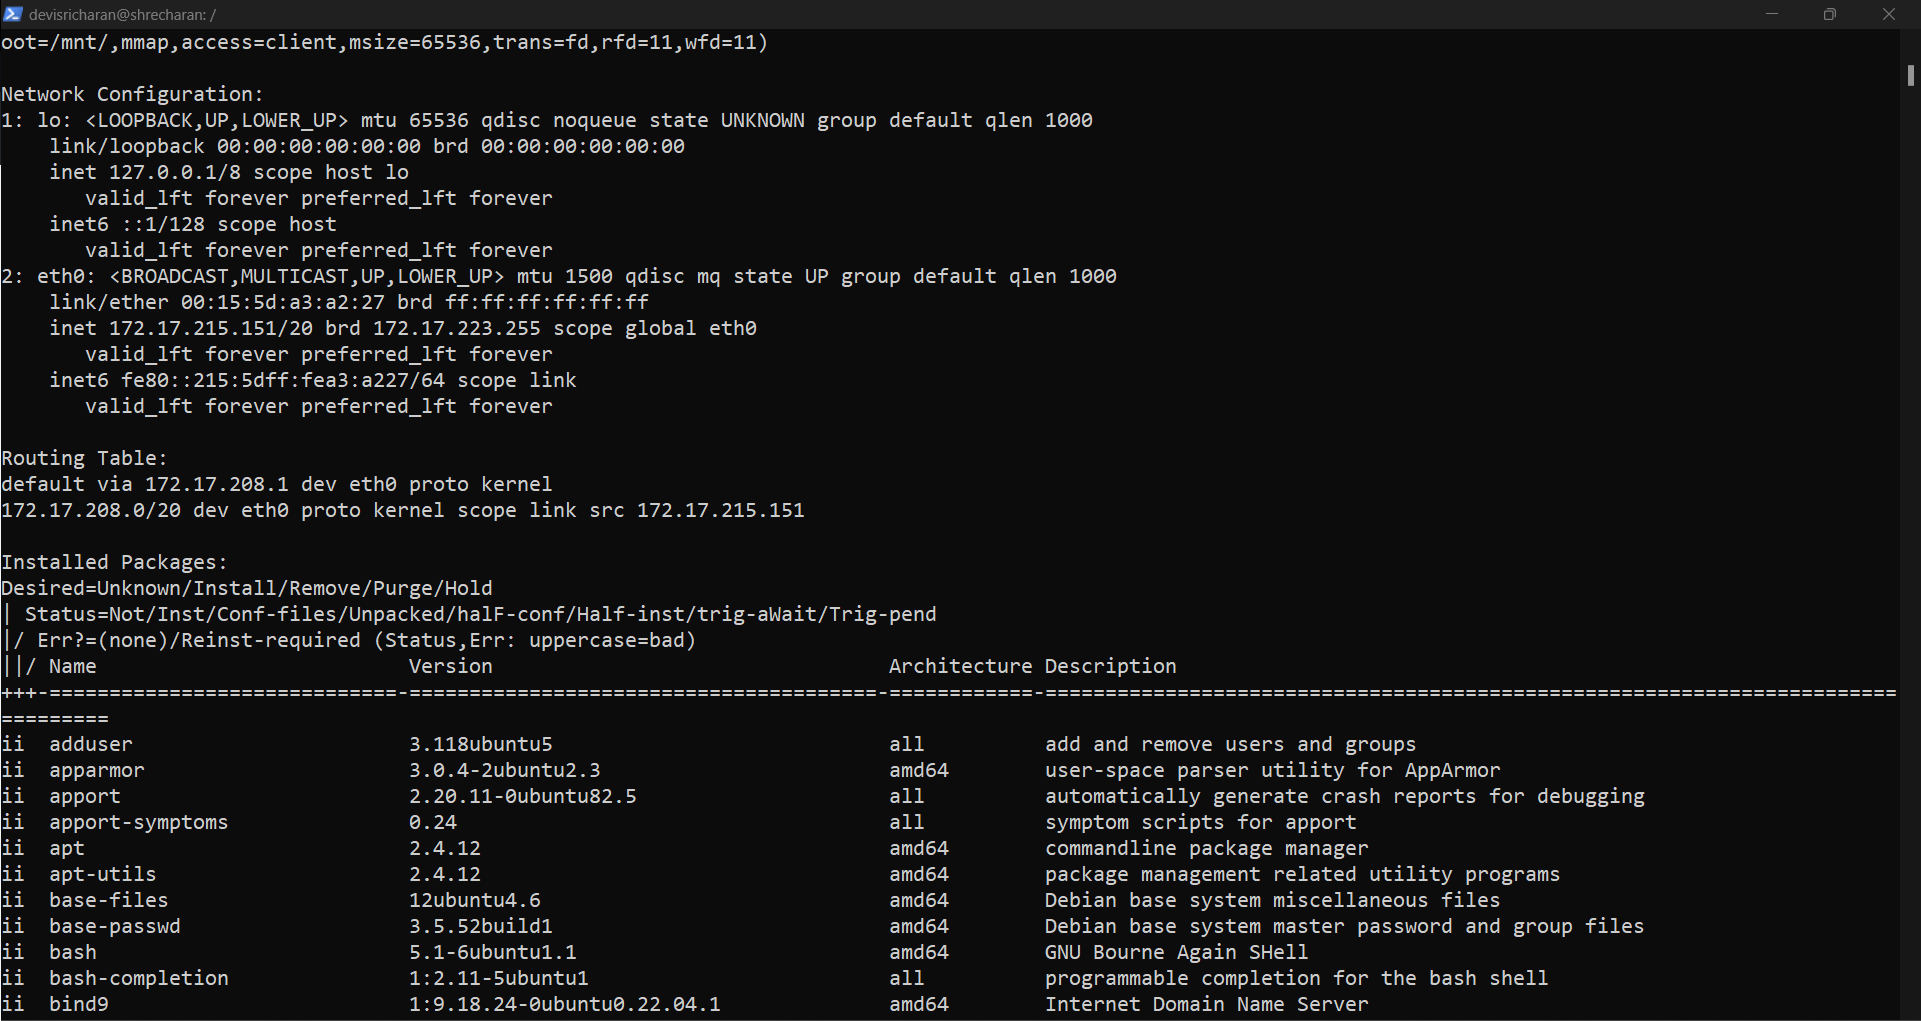 devisricharan@shrecharan: /
oot=/mnt/,mmap,access=client,msize=65536,trans=fd,rfd=11,wfd=11)
Network Configuration:
1: lo: <LOOPBACK,UP,LOWER_UP> mtu 65536 qdisc noqueue state UNKNOWN group default qlen 1000
    link/loopback 00:00:00:00:00:00 brd 00:00:00:00:00:00
    inet 127.0.0.1/8 scope host lo
       valid_lft forever preferred_lft forever
    inet6 ::1/128 scope host
       valid_lft forever preferred_lft forever
2: eth0: <BROADCAST,MULTICAST,UP,LOWER_UP> mtu 1500 qdisc mq state UP group default qlen 1000
    link/ether 00:15:5d:a3:a2:27 brd ff:ff:ff:ff:ff:ff
    inet 172.17.215.151/20 brd 172.17.223.255 scope global eth0
       valid_lft forever preferred_lft forever
    inet6 fe80::215:5dff:fea3:a227/64 scope link
       valid_lft forever preferred_lft forever
Routing Table:
default via 172.17.208.1 dev eth0 proto kernel
172.17.208.0/20 dev eth0 proto kernel scope link src 172.17.215.151
Installed Packages:
Desired=Unknown/Install/Remove/Purge/Hold
| Status=Not/Inst/Conf-files/Unpacked/halF-conf/Half-inst/trig-aWait/Trig-pend
|/ Err?=(none)/Reinst-required (Status,Err: uppercase=bad)
||/ Name                          Version                                 Architecture Description
+++-=============================-=======================================-============-=======================================================================
=========
ii  adduser                       3.118ubuntu5                            all          add and remove users and groups
ii  apparmor                      3.0.4-2ubuntu2.3                        amd64        user-space parser utility for AppArmor
ii  apport                        2.20.11-0ubuntu82.5                     all          automatically generate crash reports for debugging
ii  apport-symptoms               0.24                                    all          symptom scripts for apport
ii  apt                           2.4.12                                  amd64        commandline package manager
ii  apt-utils                     2.4.12                                  amd64        package management related utility programs
ii  base-files                    12ubuntu4.6                             amd64        Debian base system miscellaneous files
ii  base-passwd                   3.5.52build1                            amd64        Debian base system master password and group files
ii  bash                          5.1-6ubuntu1.1                          amd64        GNU Bourne Again SHell
ii  bash-completion               1:2.11-5ubuntu1                         all          programmable completion for the bash shell
ii  bind9                         1:9.18.24-0ubuntu0.22.04.1              amd64        Internet Domain Name Server